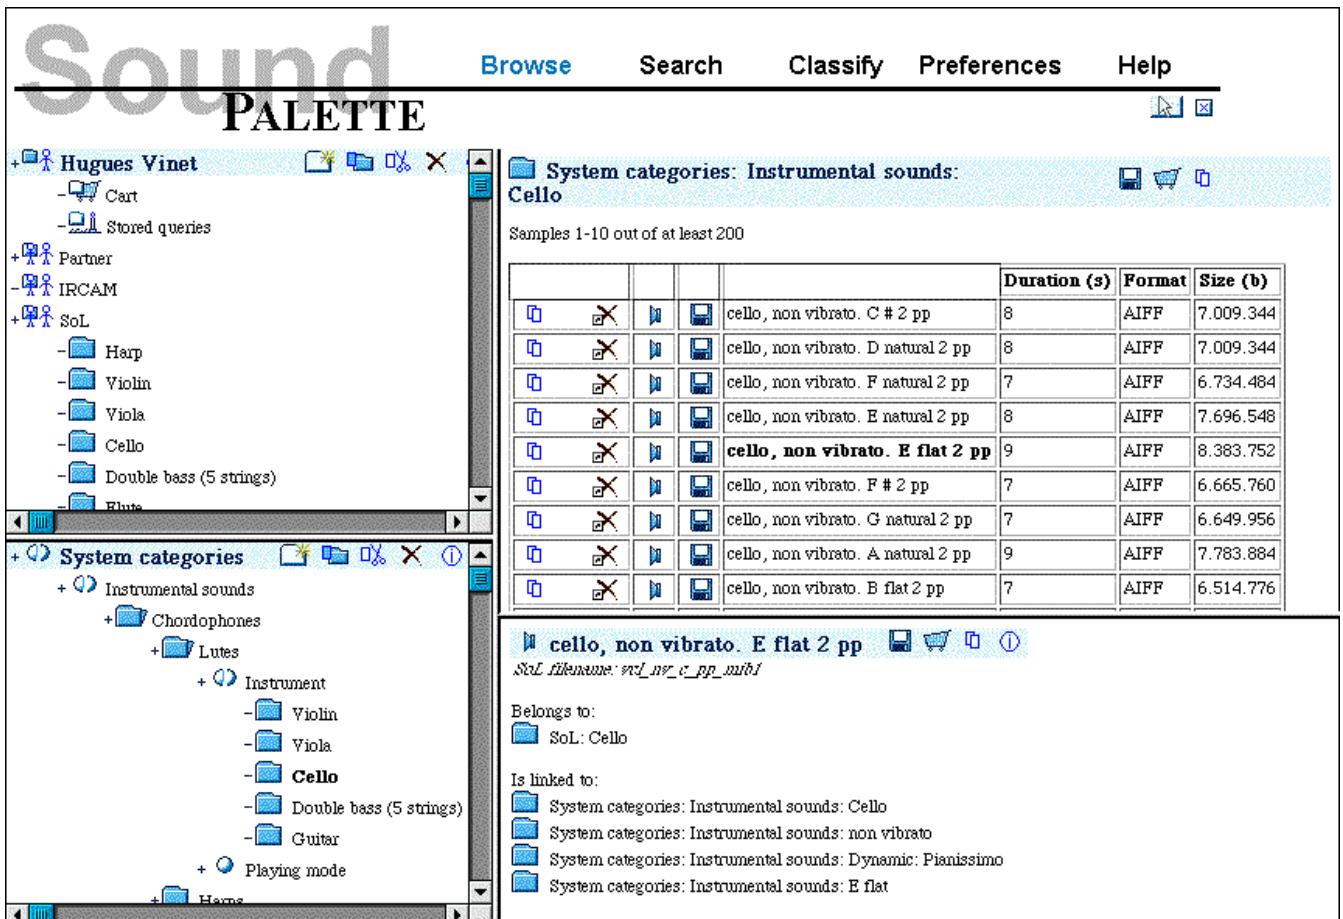 Sound
PALETTE
Browse Search Classify Preferences Help
+ Hugues Vinet
- Cart
- Stored queries
+ Partner
- IRCAM
+ SoL
- Harp
- Violin
- Viola
- Cello
- Double bass (5 strings)
- Flute
+ System categories
+ Instrumental sounds
+ Chordophones
+ Lutes
+ Instrument
- Violin
- Viola
- Cello
- Double bass (5 strings)
- Guitar
+ Playing mode
+ Harps
System categories: Instrumental sounds:
Cello
Samples 1-10 out of at least 200
Duration (s) Format Size (b)
cello, non vibrato. C # 2 pp 8 AIFF 7.009.344
cello, non vibrato. D natural 2 pp 8 AIFF 7.009.344
cello, non vibrato. F natural 2 pp 7 AIFF 6.734.484
cello, non vibrato. E natural 2 pp 8 AIFF 7.696.548
cello, non vibrato. E flat 2 pp 9 AIFF 8.383.752
cello, non vibrato. F # 2 pp 7 AIFF 6.665.760
cello, non vibrato. G natural 2 pp 7 AIFF 6.649.956
cello, non vibrato. A natural 2 pp 9 AIFF 7.783.884
cello, non vibrato. B flat 2 pp 7 AIFF 6.514.776
cello, non vibrato. E flat 2 pp
SoL filename:
Belongs to:
SoL: Cello
Is linked to:
System categories: Instrumental sounds: Cello
System categories: Instrumental sounds: non vibrato
System categories: Instrumental sounds: Dynamic: Pianissimo
System categories: Instrumental sounds: E flat